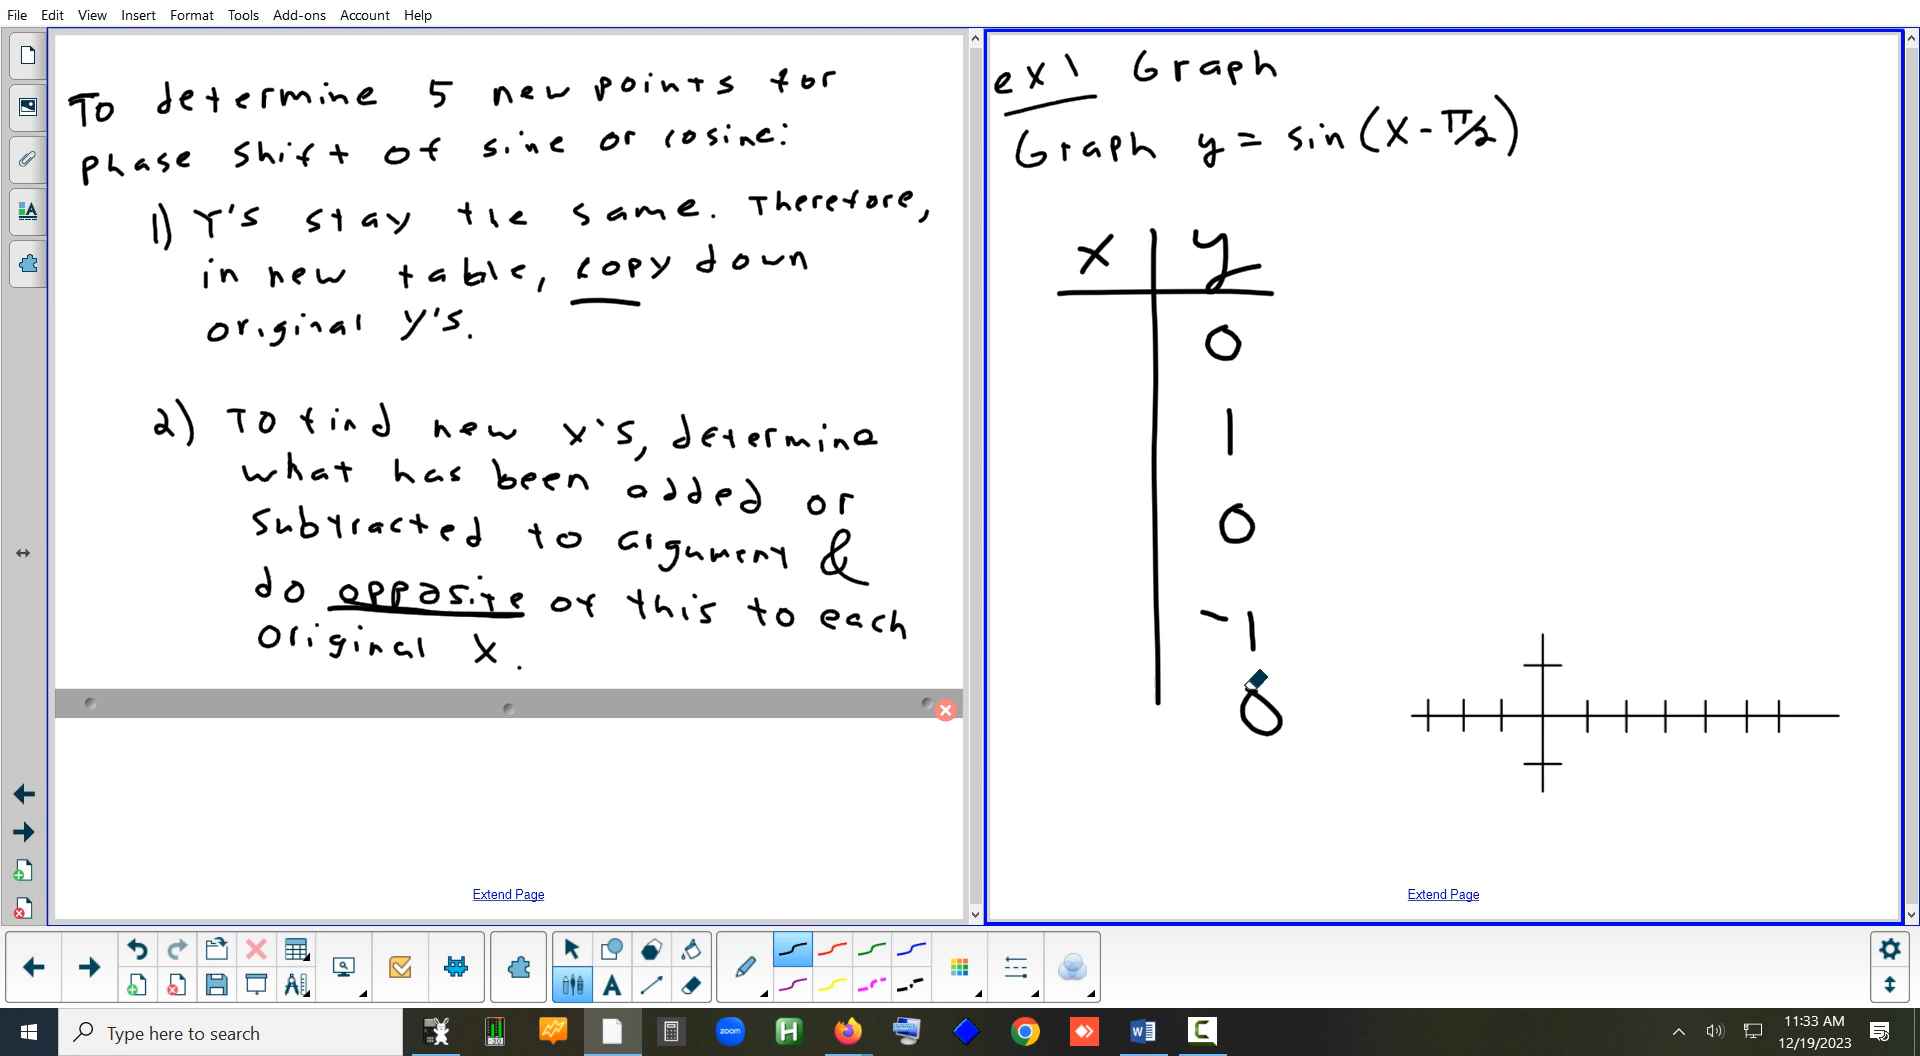 File Edit View Insert Format Tools Add-ons Account Help
To determine 5 new points for
phase shift of sine or cosine:
1) Y's stay the same. Therefore,
in new table, copy down
original y's.
2) To find new x's, determine
what has been added or
subtracted to argument &
do opposite of this to each
original x.
Extend Page
ex 1 Graph
Graph y = sin(x - π/2)
x y
0
1
0
-1
0
Extend Page
Type here to search
zoom
11:33 AM
12/19/2023